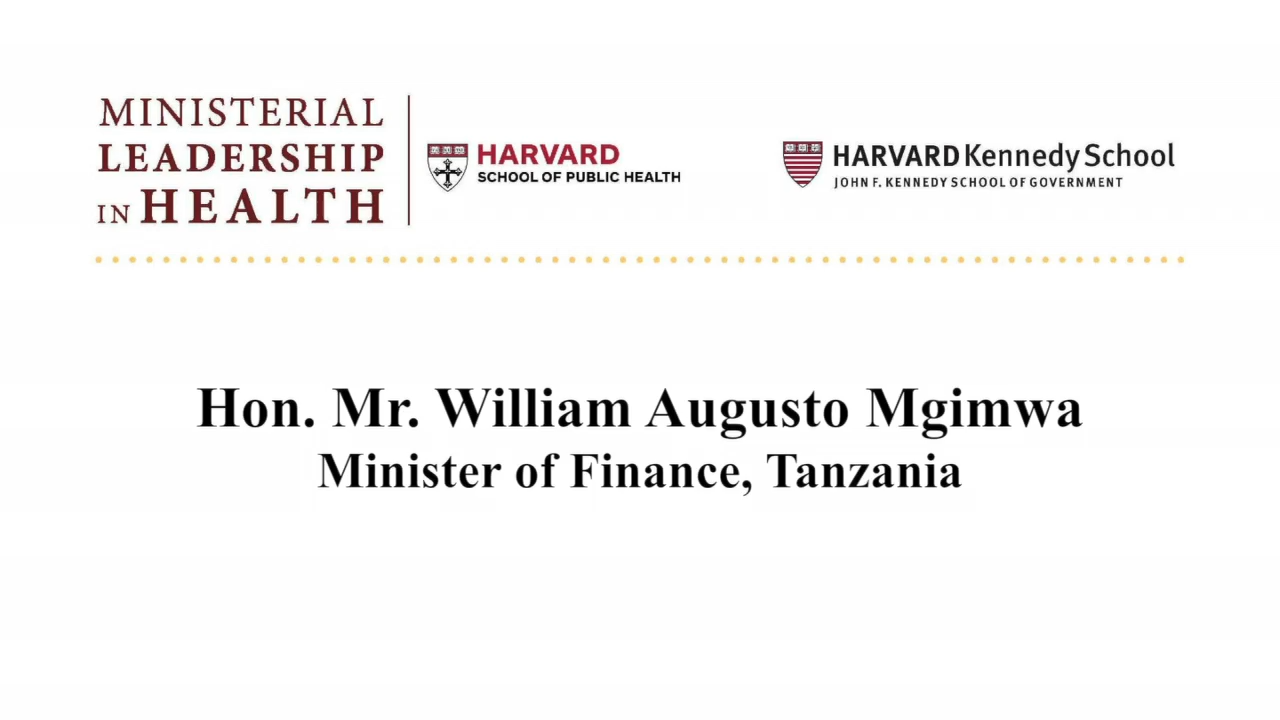 MINISTERIAL
LEADERSHIP
IN HEALTH
HARVARD
SCHOOL OF PUBLIC HEALTH
HARVARD Kennedy School
JOHN F. KENNEDY SCHOOL OF GOVERNMENT
Hon. Mr. William Augusto Mgimwa
Minister of Finance, Tanzania